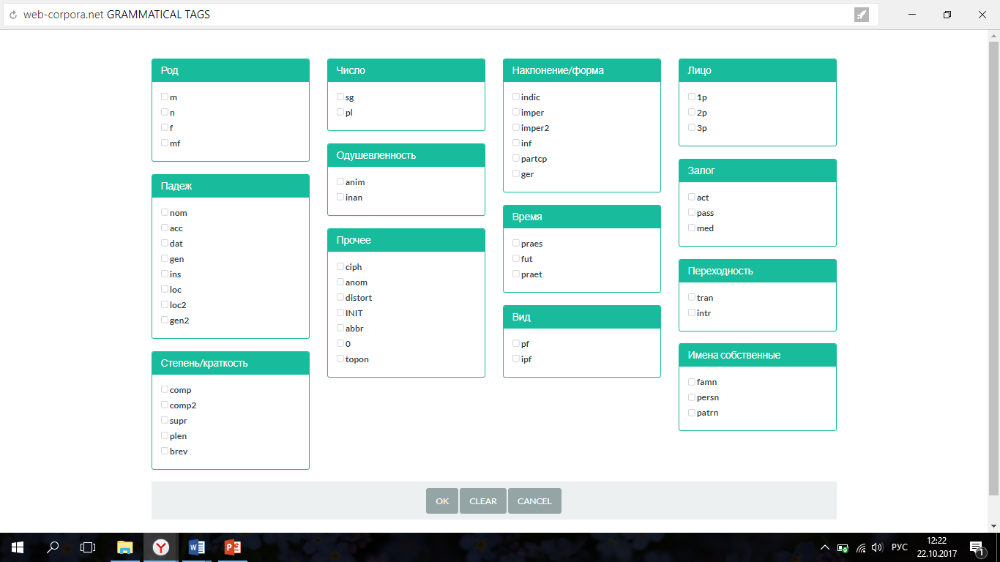 web-corpora.net GRAMMATICAL TAGS
Род
m
n
f
mf
Падеж
nom
acc
dat
gen
ins
loc
loc2
gen2
Степень/краткость
comp
comp2
supr
plen
brev
Число
sg
pl
Одушевленность
anim
inan
Прочее
ciph
anom
distort
INIT
abbr
0
topon
Наклонение/форма
indic
imper
imper2
inf
partcp
ger
Время
praes
fut
praet
Вид
pf
ipf
Лицо
1p
2p
3p
Залог
act
pass
med
Переходность
tran
intr
Имена собственные
famn
persn
patrn
OK CLEAR CANCEL
РУС
12:22
22.10.2017
1